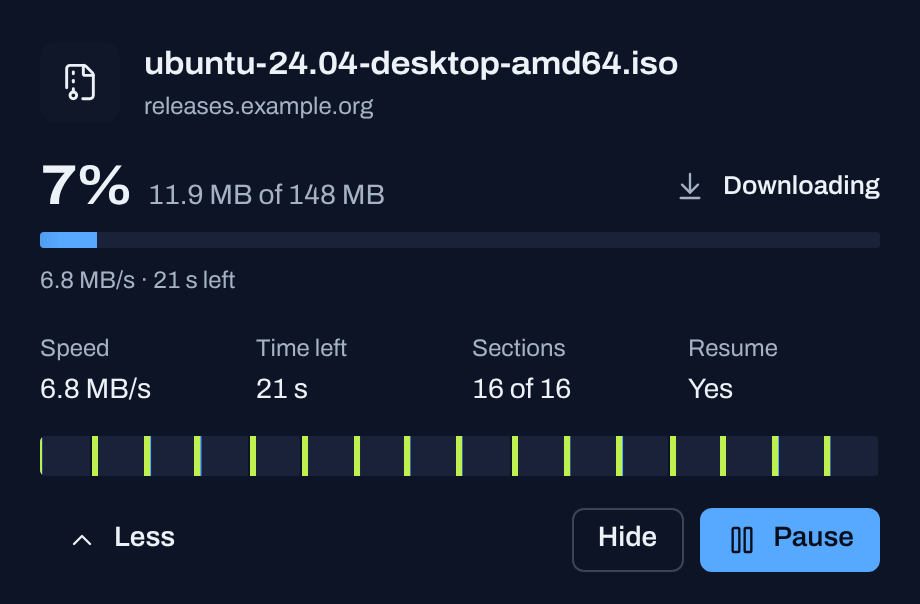 ubuntu-24.04-desktop-amd64.iso
releases.example.org
7% 11.9 MB of 148 MB Downloading
6.8 MB/s · 21 s left
Speed Time left Sections Resume
6.8 MB/s 21 s 16 of 16 Yes
Less Hide Pause